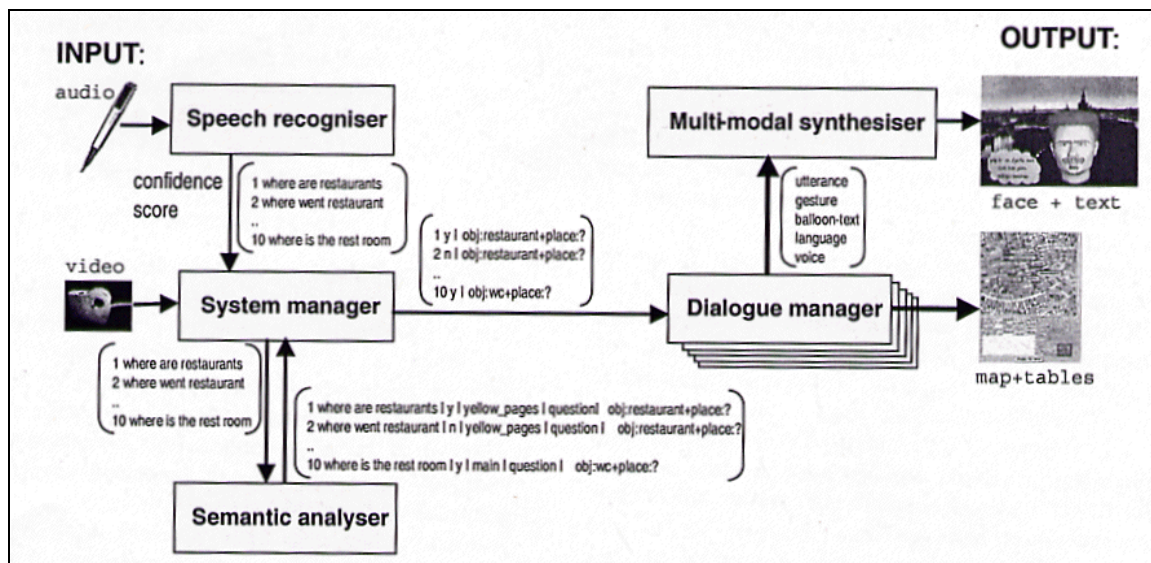 INPUT:
OUTPUT:
audio
Speech recogniser
Multi-modal synthesiser
face + text
confidence
score
1 where are restaurants
2 where went restaurant
..
10 where is the rest room
utterance
gesture
balloon-text
language
voice
1 y | obj:restaurant+place:?
2 n | obj:restaurant+place:?
..
10 y | obj:wc+place:?
video
System manager
Dialogue manager
map+tables
1 where are restaurants
2 where went restaurant
..
10 where is the rest room
1 where are restaurants | y | yellow_pages | question| obj:restaurant+place:?
2 where went restaurant | n | yellow_pages | question | obj:restaurant+place:?
..
10 where is the rest room | y | main | question | obj:wc+place:?
Semantic analyser